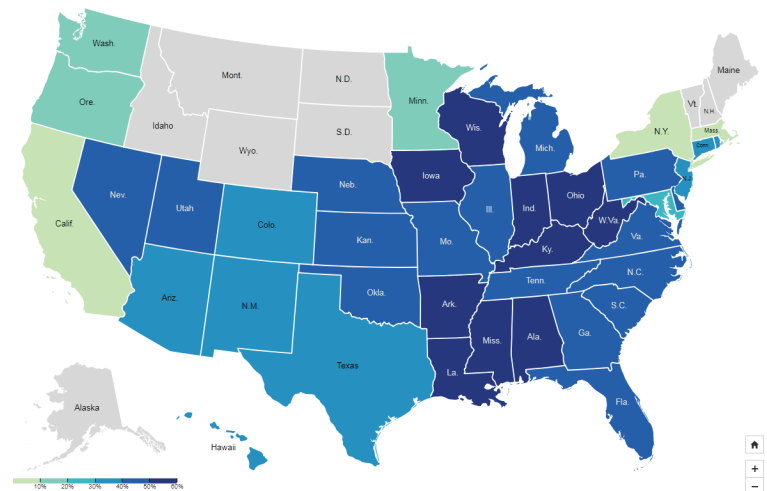 Wash.
Mont.
N.D.
Minn.
Maine
Vt.
N.H.
Ore.
Idaho
S.D.
Wis.
N.Y.
Mass.
Conn.
Wyo.
Mich.
Iowa
Pa.
N.J.
Nev.
Utah
Neb.
Ill.
Ind.
Ohio
Calif.
Colo.
Kan.
Mo.
W.Va.
Va.
Ky.
N.C.
Tenn.
Ariz.
N.M.
Okla.
Ark.
S.C.
Miss.
Ala.
Ga.
Texas
La.
Fla.
Alaska
Hawaii
10% 20% 30% 40% 50% 60%
+
−